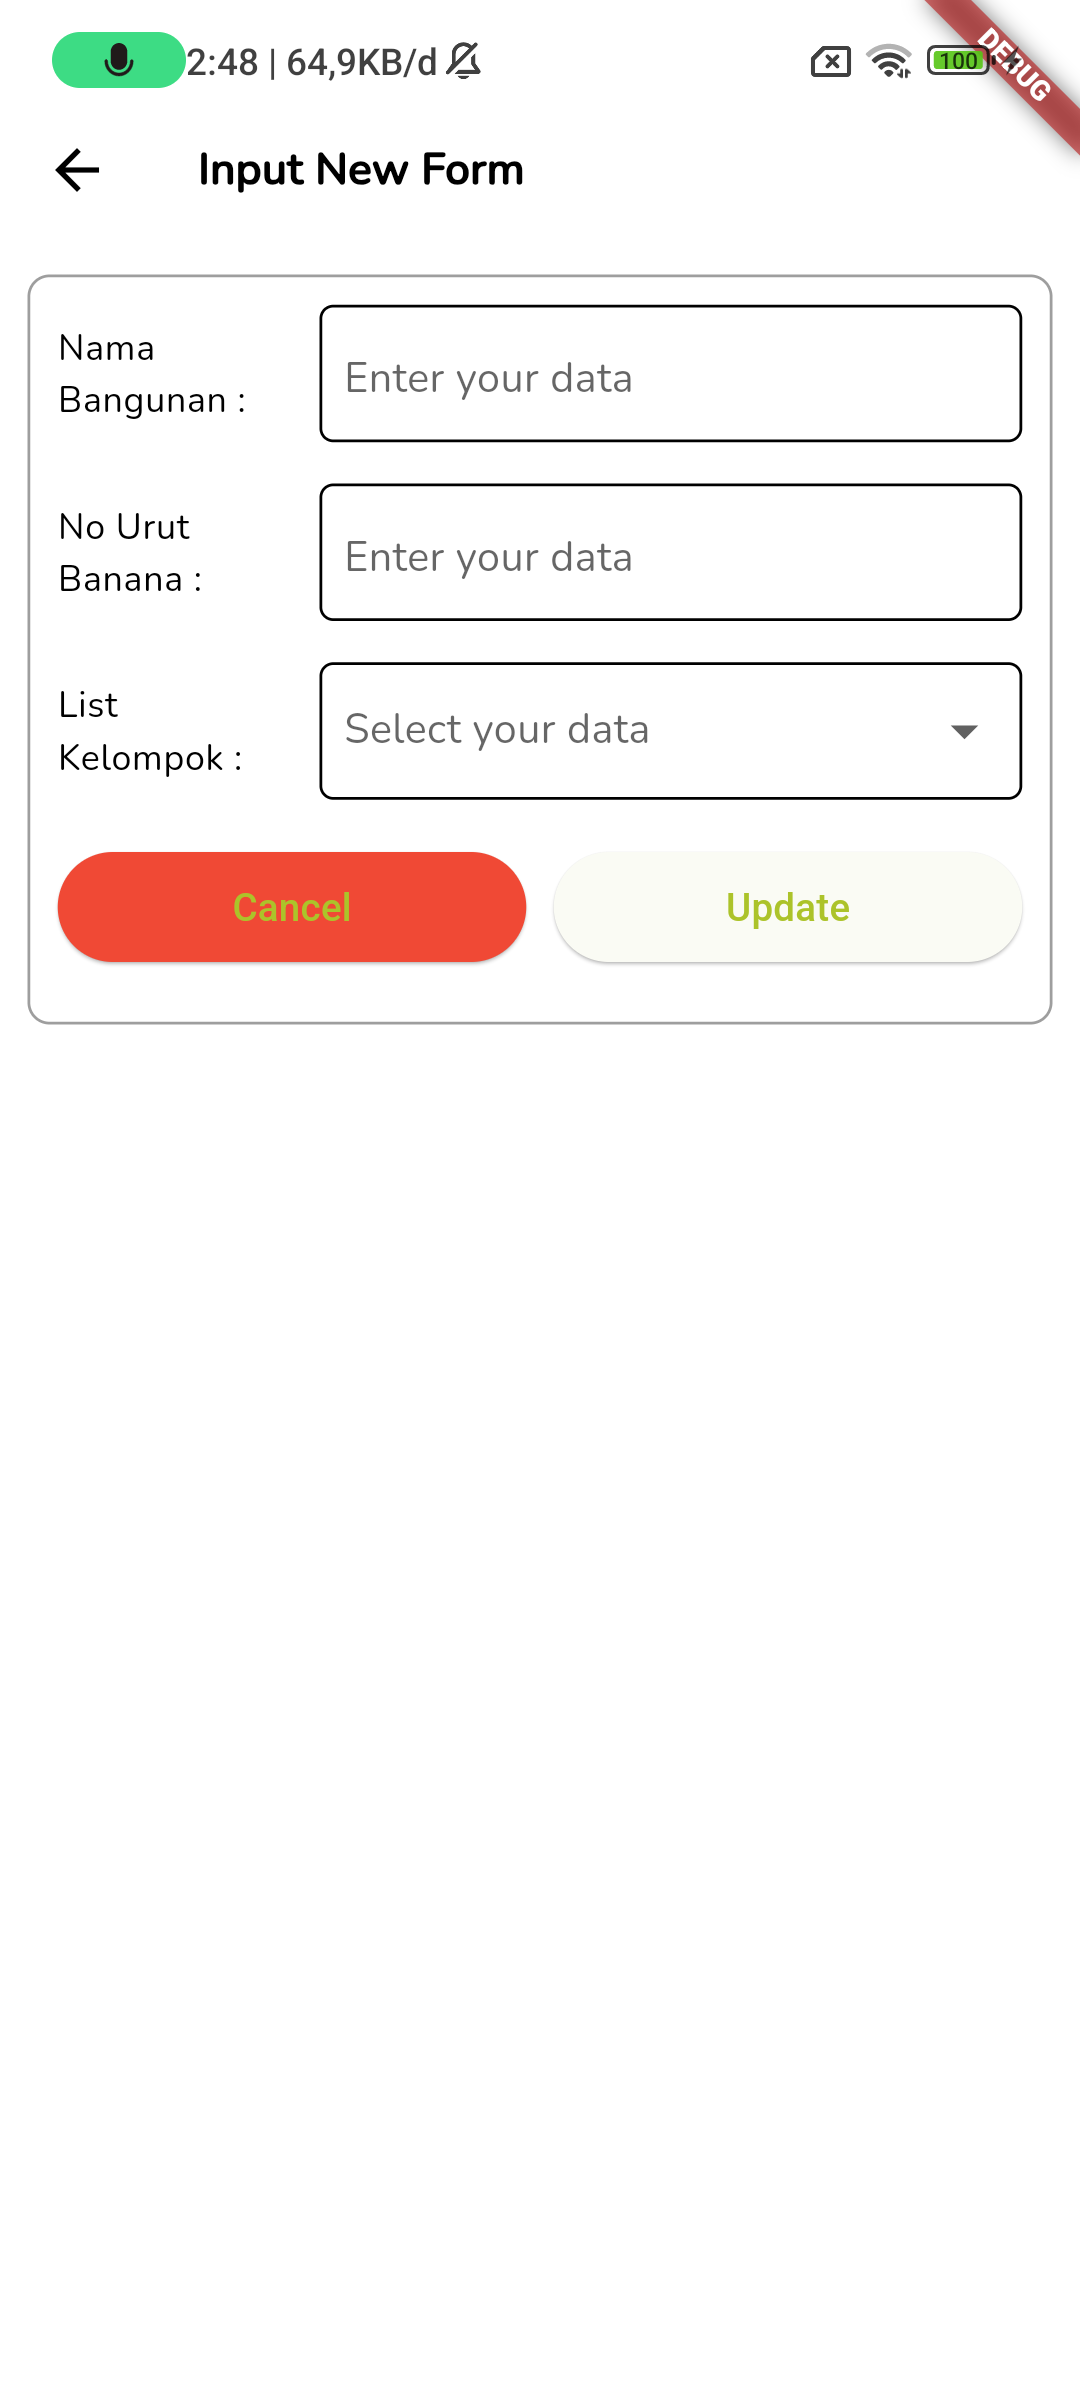 2:48 | 64,9KB/d
100
DEBUG
Input New Form
Nama
Bangunan :
Enter your data
No Urut
Banana :
Enter your data
List
Kelompok :
Select your data
Cancel
Update